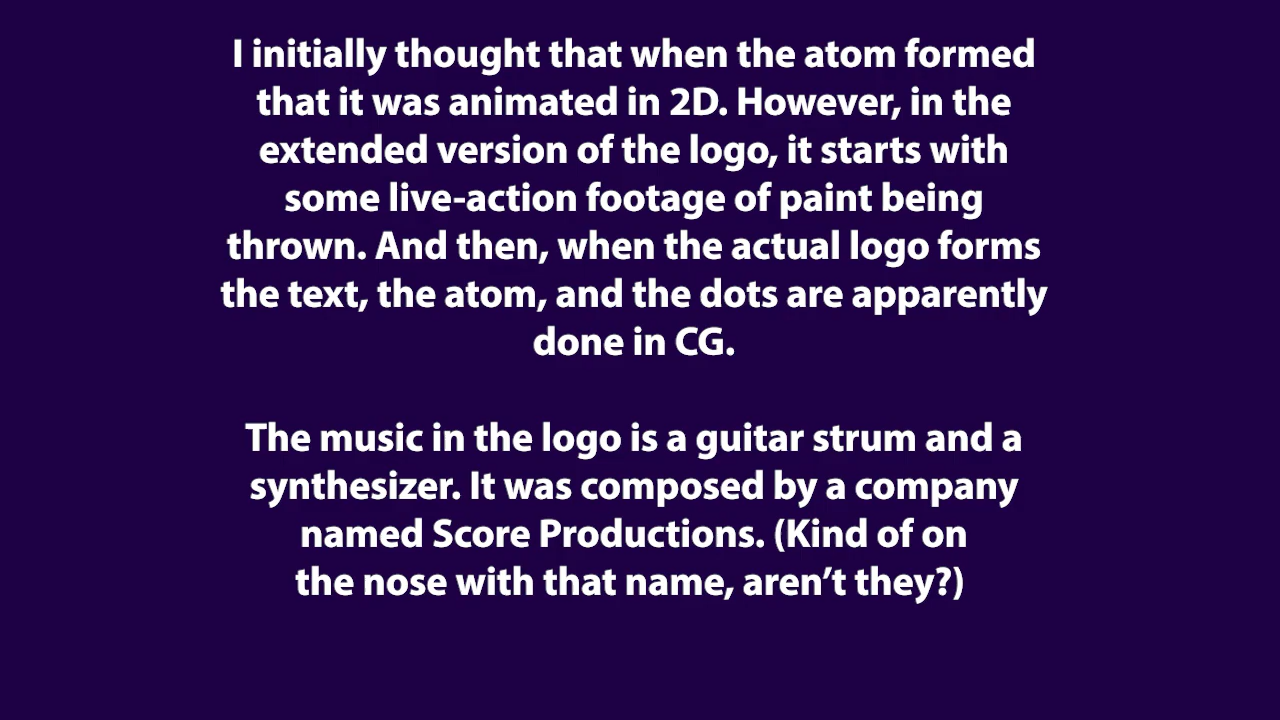 I initially thought that when the atom formed
that it was animated in 2D. However, in the
extended version of the logo, it starts with
some live-action footage of paint being
thrown. And then, when the actual logo forms
the text, the atom, and the dots are apparently
done in CG.
The music in the logo is a guitar strum and a
synthesizer. It was composed by a company
named Score Productions. (Kind of on
the nose with that name, aren’t they?)